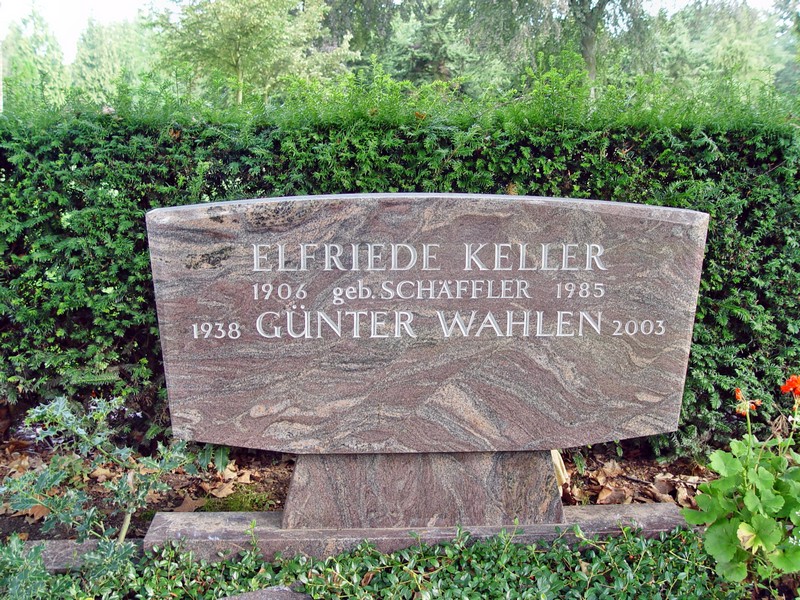 ELFRIEDE KELLER
1906 geb. SCHÄFFLER 1985
1938 GÜNTER WAHLEN 2003